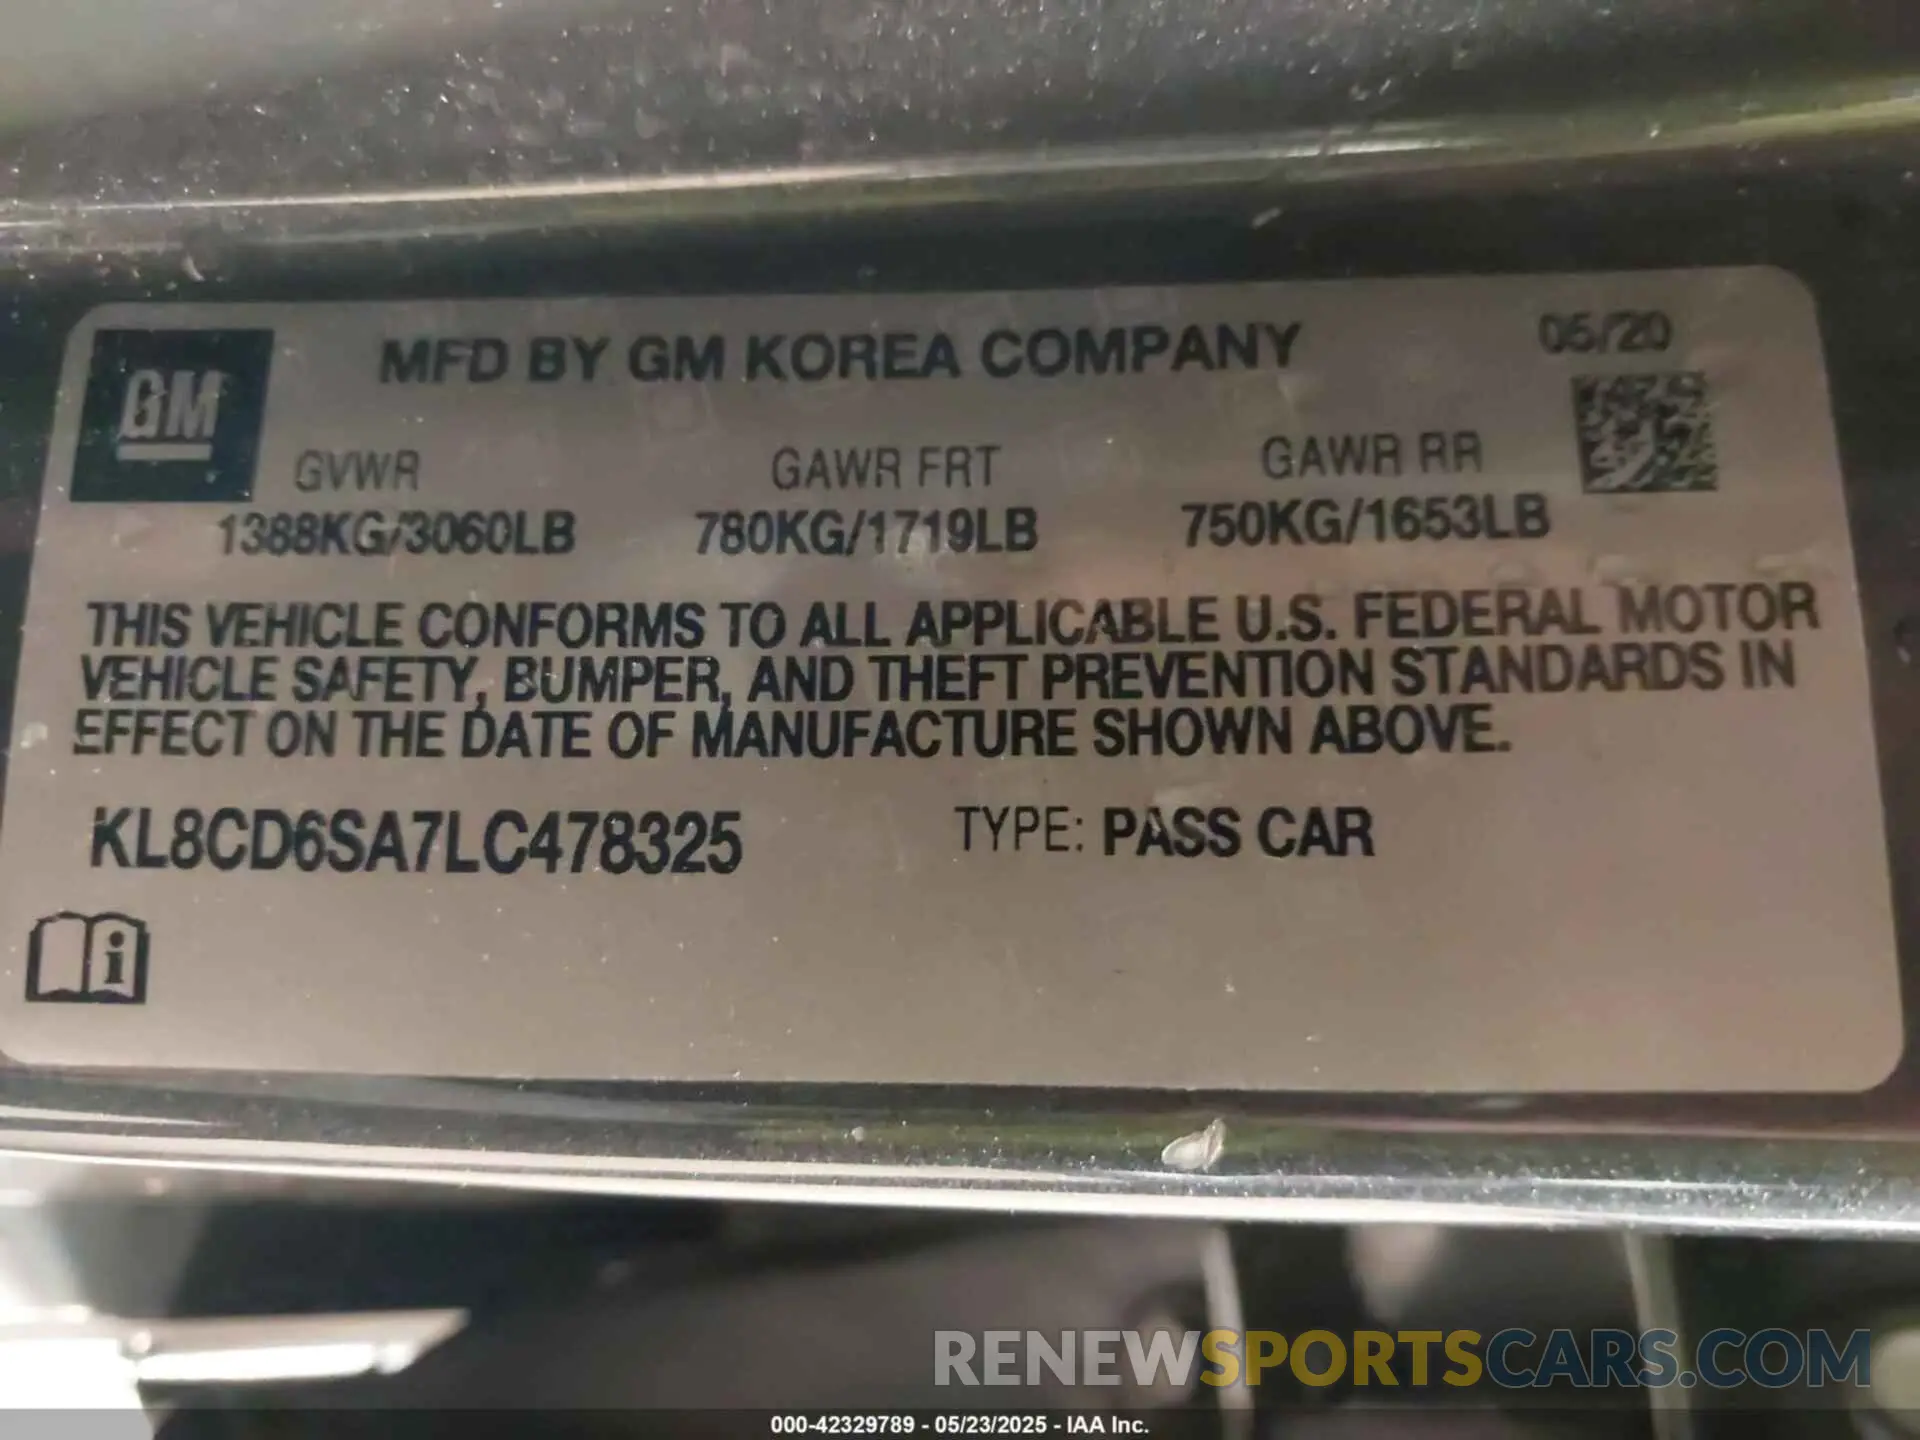 GM
MFD BY GM KOREA COMPANY
05/20
GVWR
GAWR FRT
GAWR RR
1388KG/3060LB
780KG/1719LB
750KG/1653LB
THIS VEHICLE CONFORMS TO ALL APPLICABLE U.S. FEDERAL MOTOR
VEHICLE SAFETY, BUMPER, AND THEFT PREVENTION STANDARDS IN
EFFECT ON THE DATE OF MANUFACTURE SHOWN ABOVE.
KL8CD6SA7LC478325
TYPE: PASS CAR
i
RENEWSPORTSCARS.COM
000-42329789 - 05/23/2025 - IAA Inc.